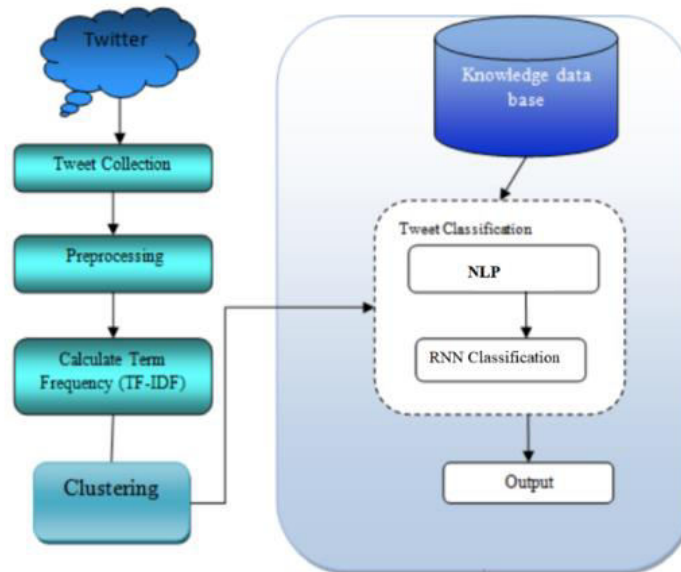 Twitter
Tweet Collection
Preprocessing
Calculate Term
Frequency (TF-IDF)
Clustering
Knowledge data
base
Tweet Classification
NLP
RNN Classification
Output